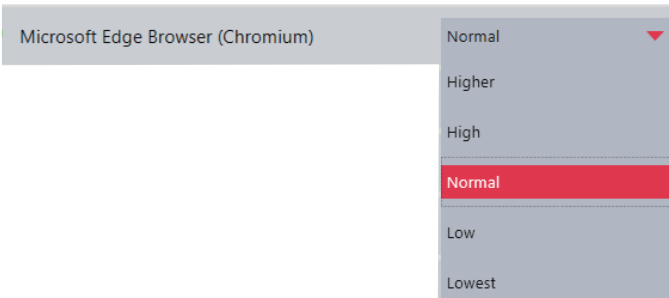 Microsoft Edge Browser (Chromium) Normal
Higher
High
Normal
Low
Lowest